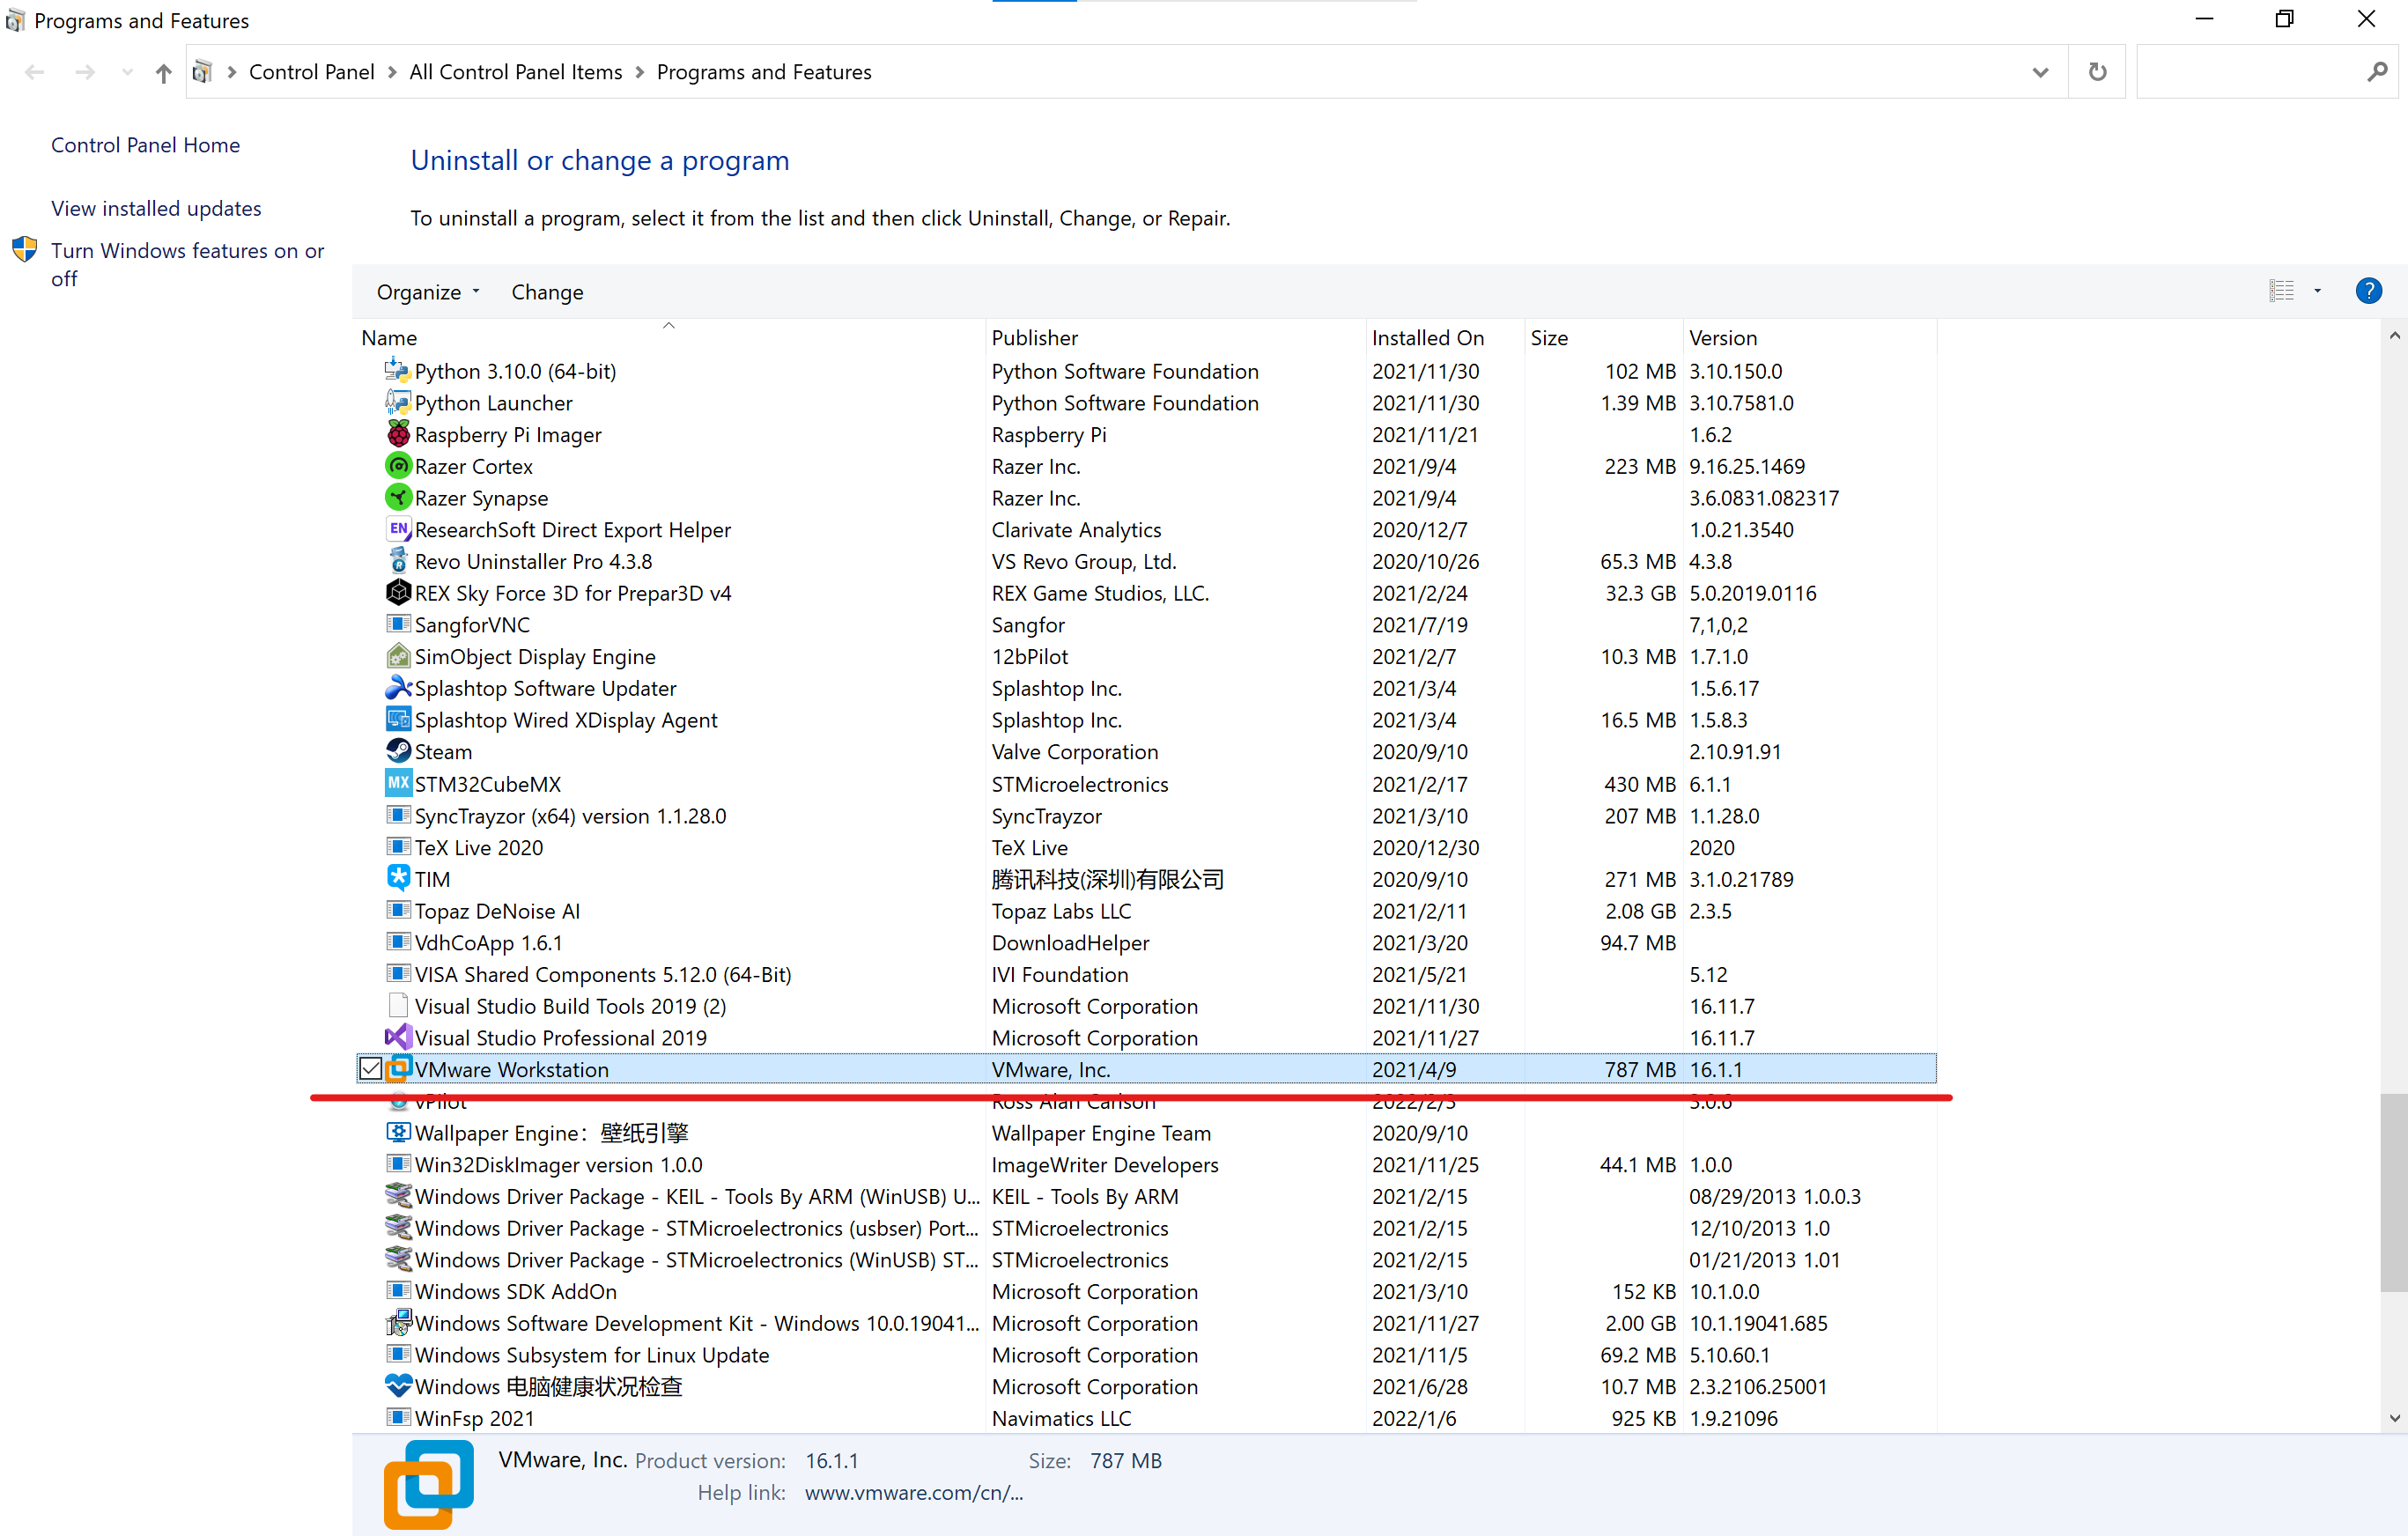 Programs and Features
Control Panel > All Control Panel Items > Programs and Features
Control Panel Home
View installed updates
Turn Windows features on or
off
Uninstall or change a program
To uninstall a program, select it from the list and then click Uninstall, Change, or Repair.
Organize Change ?
Name Publisher Installed On Size Version
Python 3.10.0 (64-bit) Python Software Foundation 2021/11/30 102 MB 3.10.150.0
Python Launcher Python Software Foundation 2021/11/30 1.39 MB 3.10.7581.0
Raspberry Pi Imager Raspberry Pi 2021/11/21 1.6.2
Razer Cortex Razer Inc. 2021/9/4 223 MB 9.16.25.1469
Razer Synapse Razer Inc. 2021/9/4 3.6.0831.082317
EN ResearchSoft Direct Export Helper Clarivate Analytics 2020/12/7 1.0.21.3540
Revo Uninstaller Pro 4.3.8 VS Revo Group, Ltd. 2020/10/26 65.3 MB 4.3.8
REX Sky Force 3D for Prepar3D v4 REX Game Studios, LLC. 2021/2/24 32.3 GB 5.0.2019.0116
SangforVNC Sangfor 2021/7/19 7,1,0,2
SimObject Display Engine 12bPilot 2021/2/7 10.3 MB 1.7.1.0
Splashtop Software Updater Splashtop Inc. 2021/3/4 1.5.6.17
Splashtop Wired XDisplay Agent Splashtop Inc. 2021/3/4 16.5 MB 1.5.8.3
Steam Valve Corporation 2020/9/10 2.10.91.91
MX STM32CubeMX STMicroelectronics 2021/2/17 430 MB 6.1.1
SyncTrayzor (x64) version 1.1.28.0 SyncTrayzor 2021/3/10 207 MB 1.1.28.0
TeX Live 2020 TeX Live 2020/12/30 2020
TIM 腾讯科技(深圳)有限公司 2020/9/10 271 MB 3.1.0.21789
Topaz DeNoise AI Topaz Labs LLC 2021/2/11 2.08 GB 2.3.5
VdhCoApp 1.6.1 DownloadHelper 2021/3/20 94.7 MB
VISA Shared Components 5.12.0 (64-Bit) IVI Foundation 2021/5/21 5.12
Visual Studio Build Tools 2019 (2) Microsoft Corporation 2021/11/30 16.11.7
Visual Studio Professional 2019 Microsoft Corporation 2021/11/27 16.11.7
VMware Workstation VMware, Inc. 2021/4/9 787 MB 16.1.1
vPilot Ross Alan Carlson 2022/2/3 3.0.6
Wallpaper Engine：壁纸引擎 Wallpaper Engine Team 2020/9/10
Win32DiskImager version 1.0.0 ImageWriter Developers 2021/11/25 44.1 MB 1.0.0
Windows Driver Package - KEIL - Tools By ARM (WinUSB) U... KEIL - Tools By ARM 2021/2/15 08/29/2013 1.0.0.3
Windows Driver Package - STMicroelectronics (usbser) Port... STMicroelectronics 2021/2/15 12/10/2013 1.0
Windows Driver Package - STMicroelectronics (WinUSB) ST... STMicroelectronics 2021/2/15 01/21/2013 1.01
Windows SDK AddOn Microsoft Corporation 2021/3/10 152 KB 10.1.0.0
Windows Software Development Kit - Windows 10.0.19041... Microsoft Corporation 2021/11/27 2.00 GB 10.1.19041.685
Windows Subsystem for Linux Update Microsoft Corporation 2021/11/5 69.2 MB 5.10.60.1
Windows 电脑健康状况检查 Microsoft Corporation 2021/6/28 10.7 MB 2.3.2106.25001
WinFsp 2021 Navimatics LLC 2022/1/6 925 KB 1.9.21096
VMware, Inc. Product version: 16.1.1 Size: 787 MB
Help link: www.vmware.com/cn/...